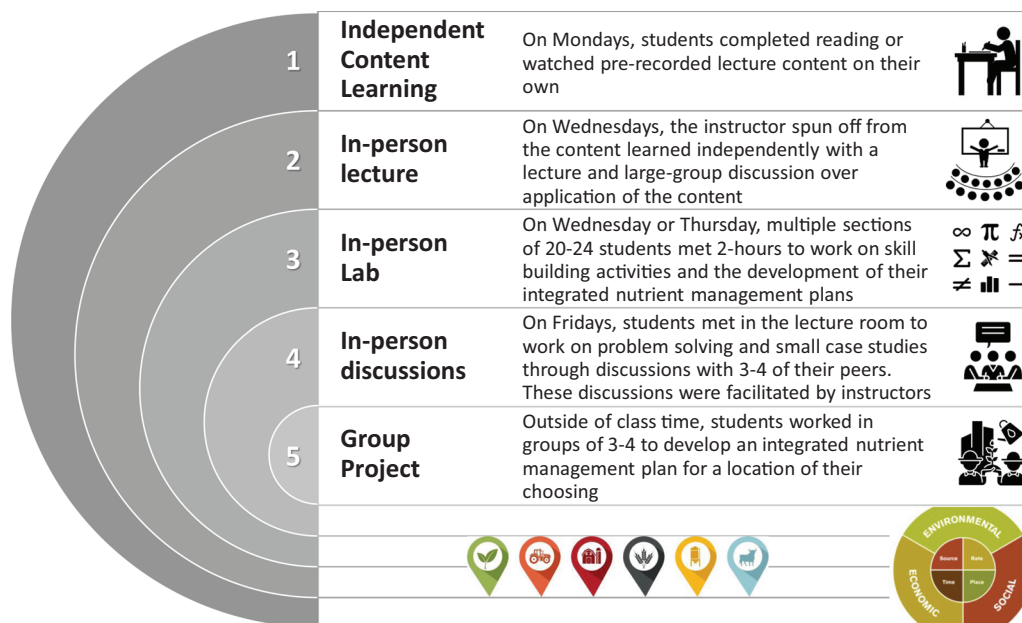 1
Independent
Content
Learning
On Mondays, students completed reading or
watched pre-recorded lecture content on their
own
2
In-person
lecture
On Wednesdays, the instructor spun off from
the content learned independently with a
lecture and large-group discussion over
application of the content
3
In-person
Lab
On Wednesday or Thursday, multiple sections
of 20-24 students met 2-hours to work on skill
building activities and the development of their
integrated nutrient management plans
∞ π
Σ =
≠ −
4
In-person
discussions
On Fridays, students met in the lecture room to
work on problem solving and small case studies
through discussions with 3-4 of their peers.
These discussions were facilitated by instructors
5
Group
Project
Outside of class time, students worked in
groups of 3-4 to develop an integrated nutrient
management plan for a location of their
choosing
ENVIRONMENTAL
Source Rate
Time Place
ECONOMIC
SOCIAL